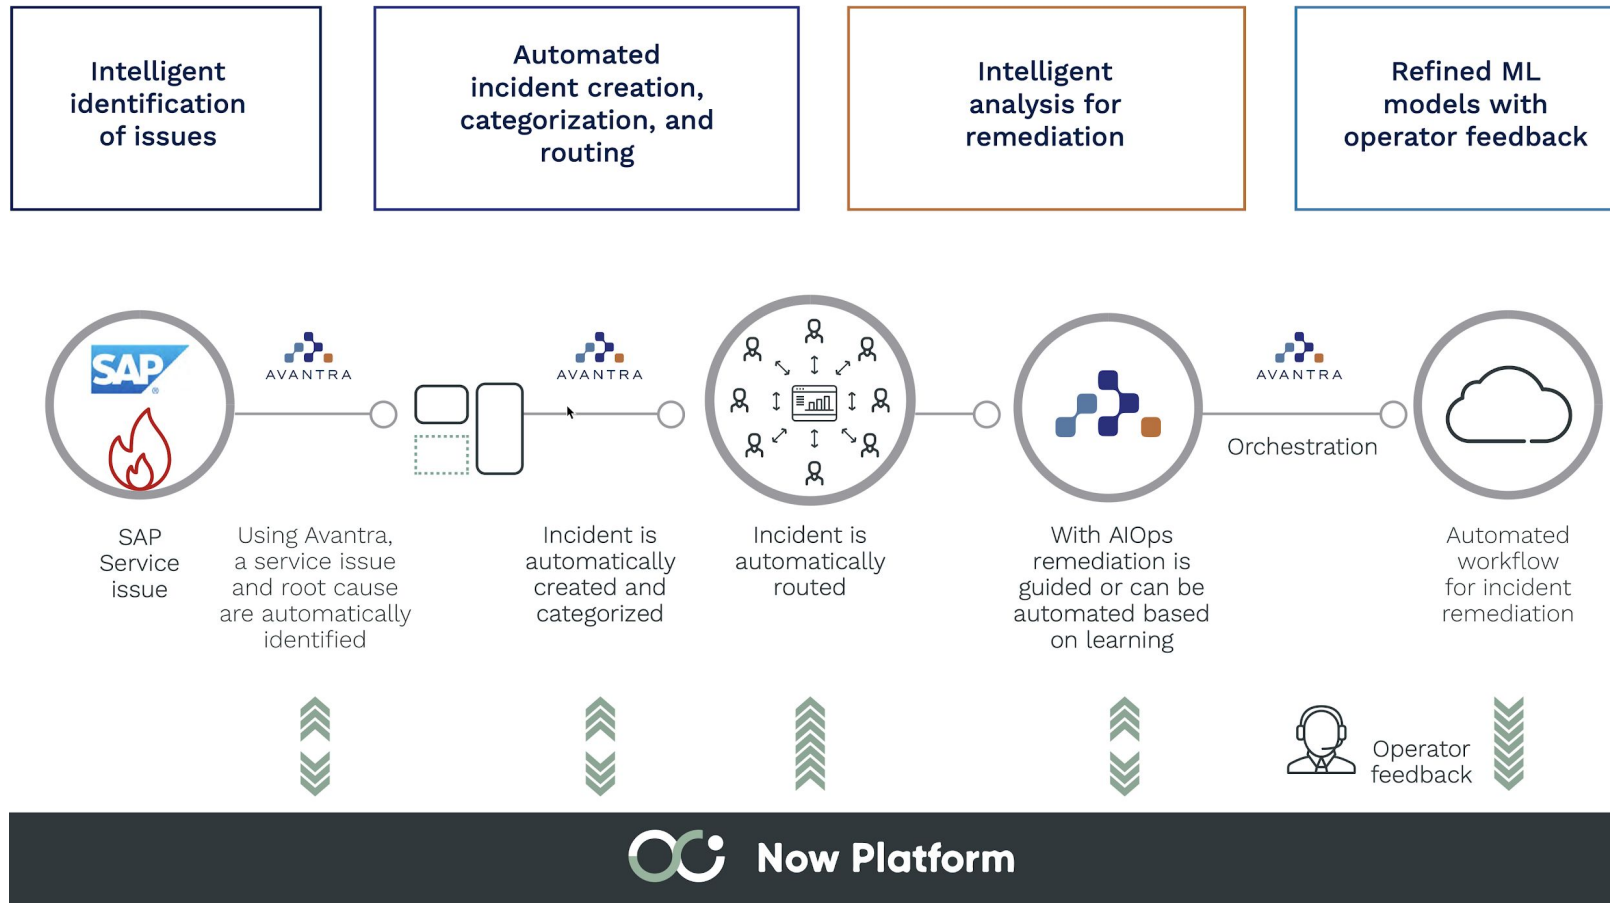 Intelligent
identification
of issues
Automated
incident creation,
categorization, and
routing
Intelligent
analysis for
remediation
Refined ML
models with
operator feedback
SAP
®
AVANTRA
AVANTRA
AVANTRA
Orchestration
SAP
Service
issue
Using Avantra,
a service issue
and root cause
are automatically
identified
Incident is
automatically
created and
categorized
Incident is
automatically
routed
With AIOps
remediation is
guided or can be
automated based
on learning
Automated
workflow
for incident
remediation
Operator
feedback
Now Platform